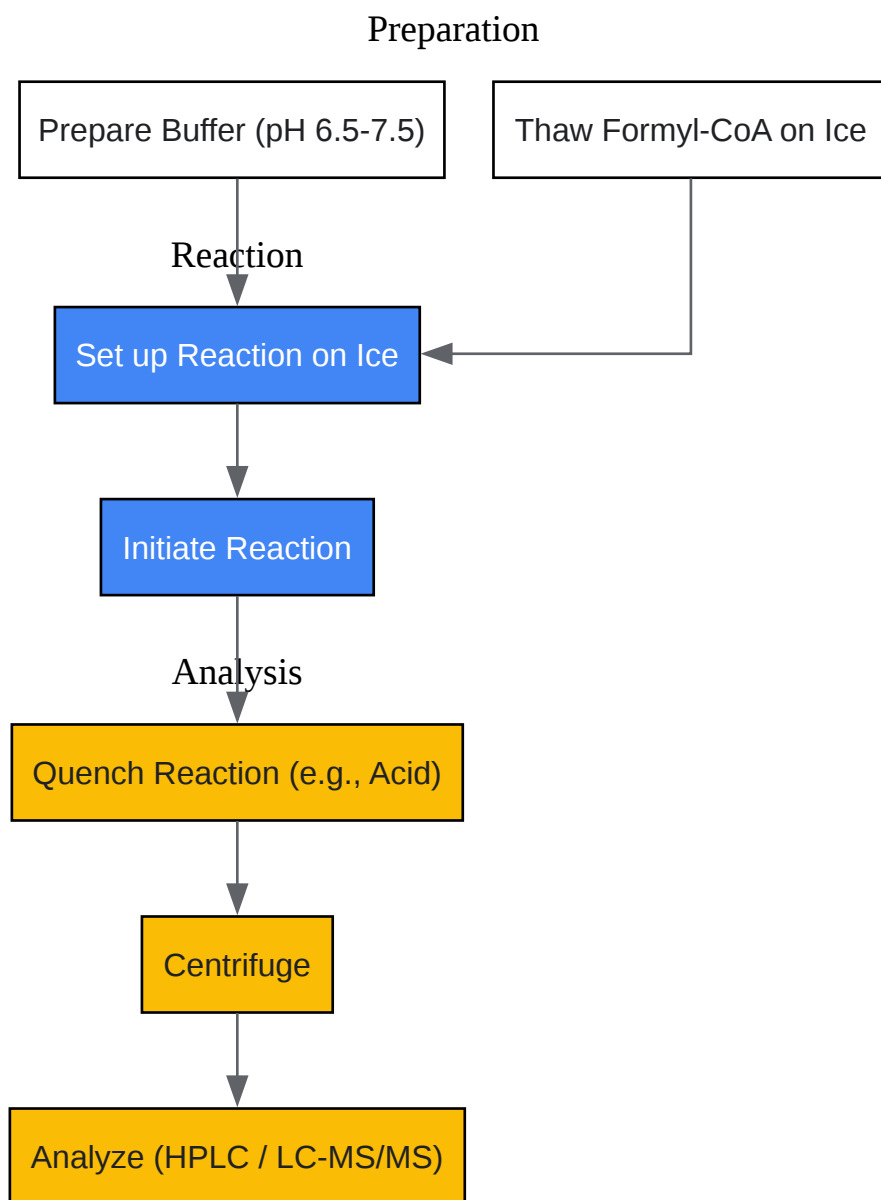 Preparation
Prepare Buffer (pH 6.5-7.5)
Thaw Formyl-CoA on Ice
Reaction
Set up Reaction on Ice
Initiate Reaction
Analysis
Quench Reaction (e.g., Acid)
Centrifuge
Analyze (HPLC / LC-MS/MS)